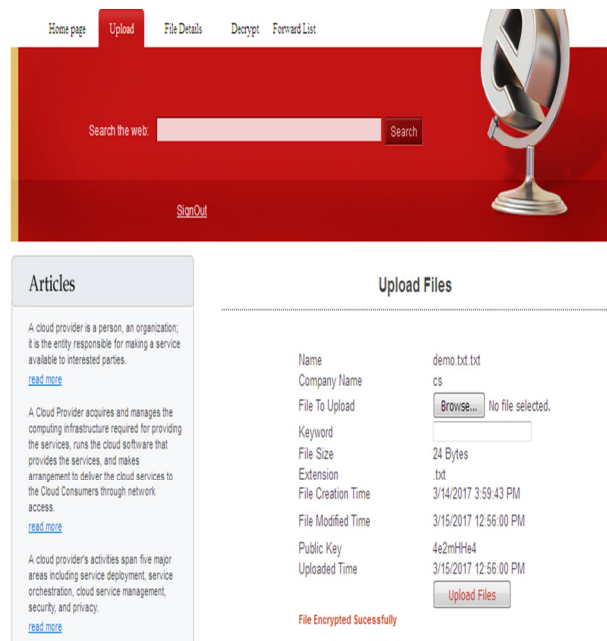 Home page Upload File Details Decrypt Forward List
Search the web: Search
SignOut
Articles
A cloud provider is a person, an organization;
it is the entity responsible for making a service
available to interested parties.
read more
A Cloud Provider acquires and manages the
computing infrastructure required for providing
the services, runs the cloud software that
provides the services, and makes
arrangement to deliver the cloud services to
the Cloud Consumers through network
access.
read more
A cloud provider's activities span five major
areas including service deployment, service
orchestration, cloud service management,
security, and privacy.
read more
Upload Files
Name demo.txt.txt
Company Name cs
File To Upload Browse... No file selected.
Keyword
File Size 24 Bytes
Extension .txt
File Creation Time 3/14/2017 3:59:43 PM
File Modified Time 3/15/2017 12:56:00 PM
Public Key 4e2mHHe4
Uploaded Time 3/15/2017 12:56:00 PM
Upload Files
File Encrypted Sucessfully